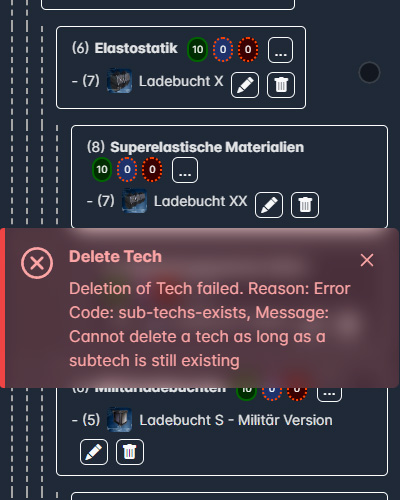 (6) Elastostatik 10 0 0 ...
- (7) Ladebucht X
(8) Superelastische Materialien
10 0 0 ...
- (7) Ladebucht XX
Delete Tech
Deletion of Tech failed. Reason: Error
Code: sub-techs-exists, Message:
Cannot delete a tech as long as a
subtech is still existing
(6) Militärladebuchten 10 0 0 ...
- (5) Ladebucht S - Militär Version